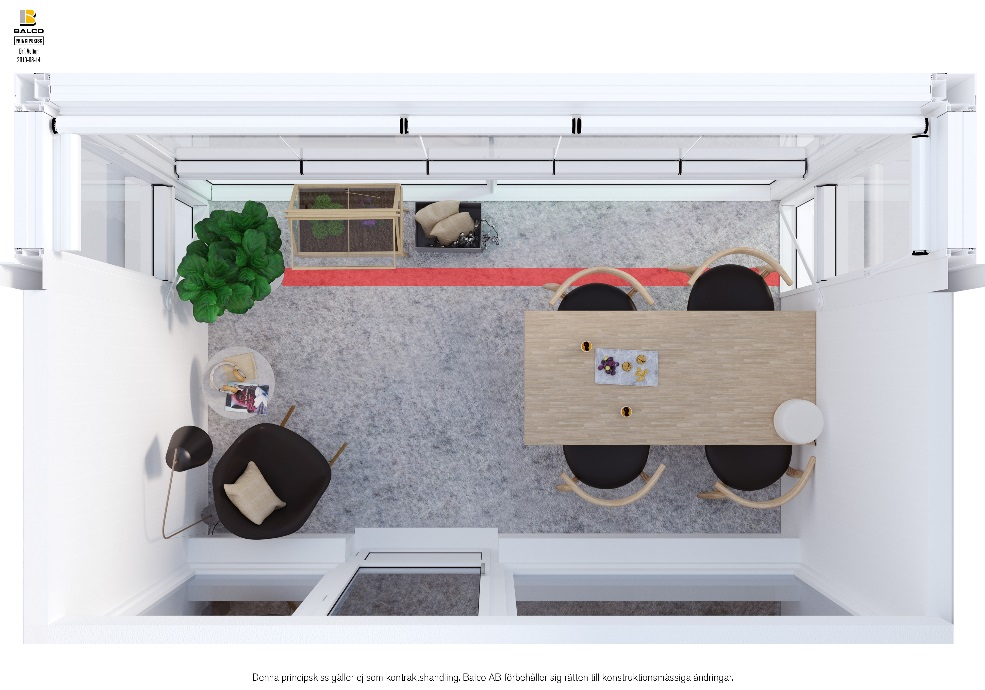 BALCO
Denna principskiss gäller ej som kontraktshandling. Balco AB förbehåller sig rätten till konstruktionsmässiga ändringar.